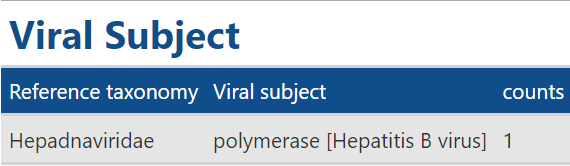 Viral Subject
Reference taxonomy Viral subject counts
Hepadnaviridae polymerase [Hepatitis B virus] 1